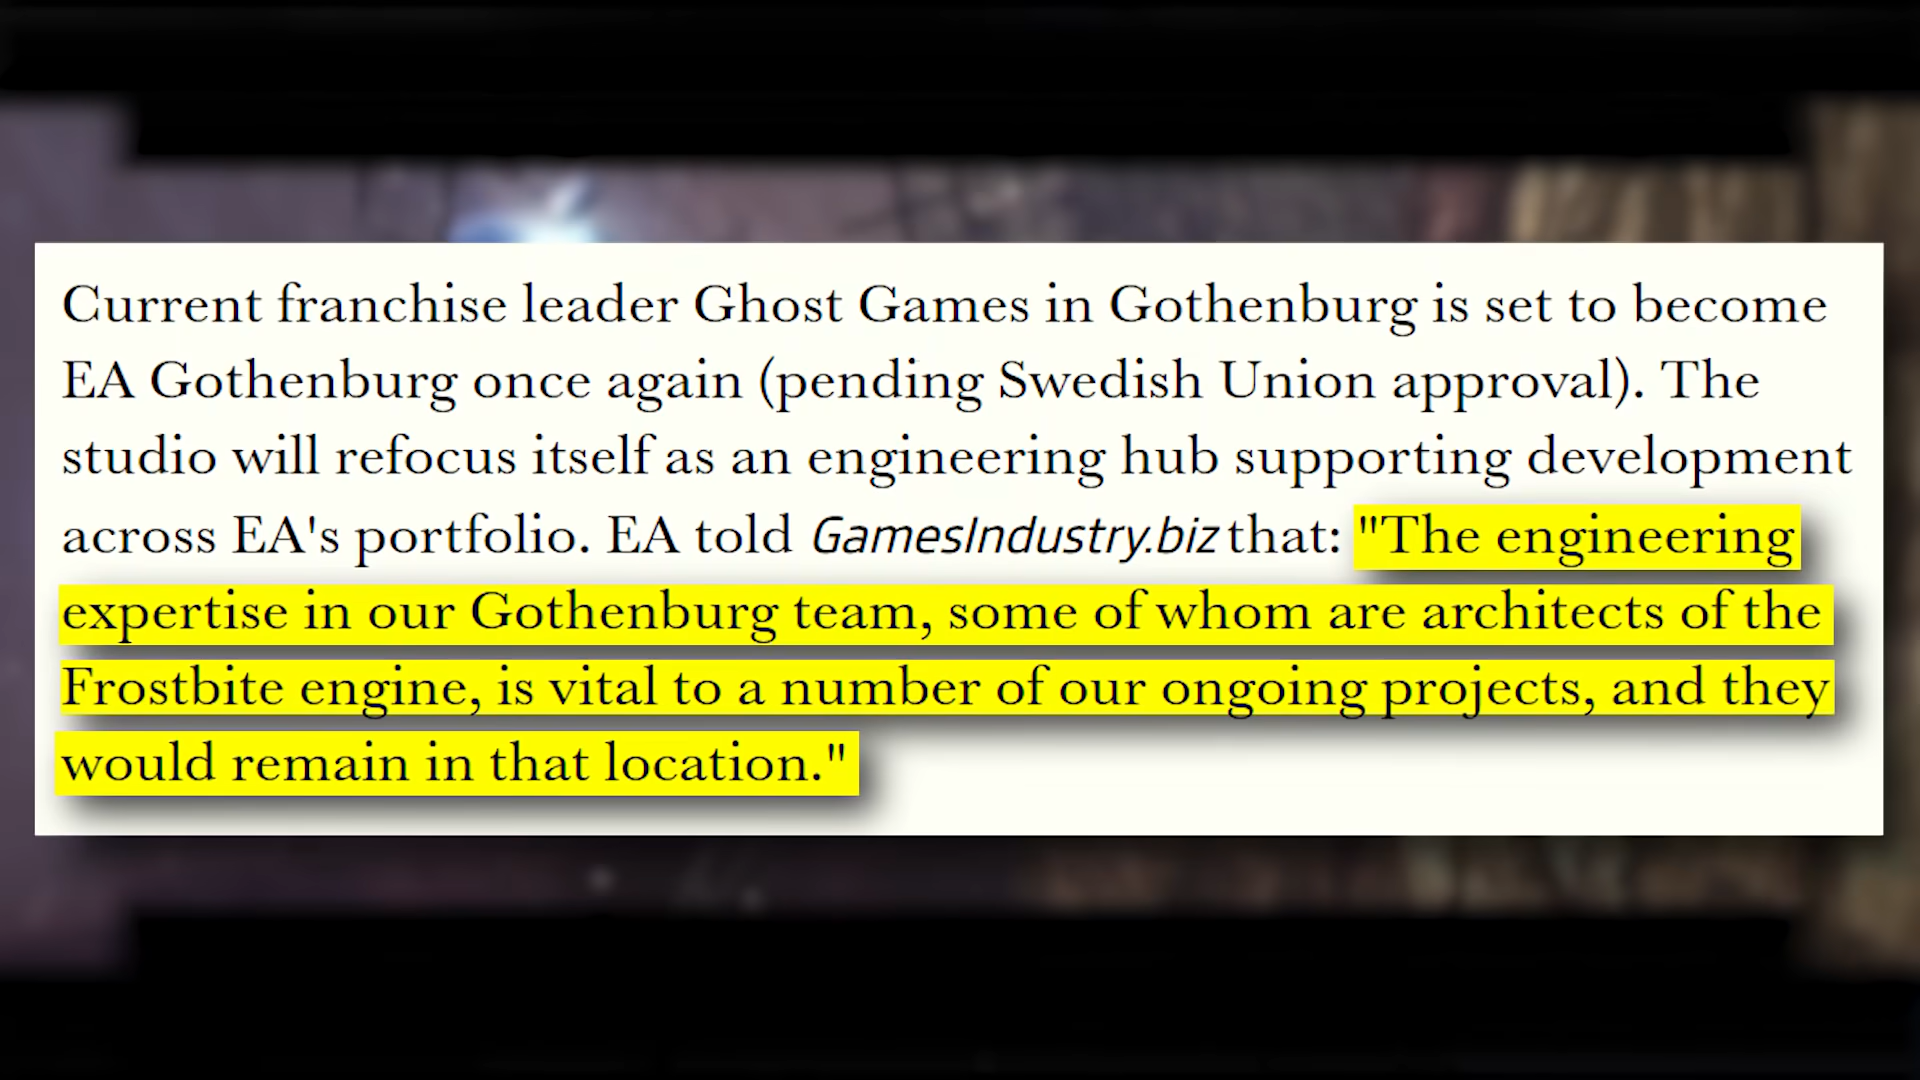 Current franchise leader Ghost Games in Gothenburg is set to become
EA Gothenburg once again (pending Swedish Union approval). The
studio will refocus itself as an engineering hub supporting development
across EA's portfolio. EA told GamesIndustry.biz that: "The engineering
expertise in our Gothenburg team, some of whom are architects of the
Frostbite engine, is vital to a number of our ongoing projects, and they
would remain in that location."